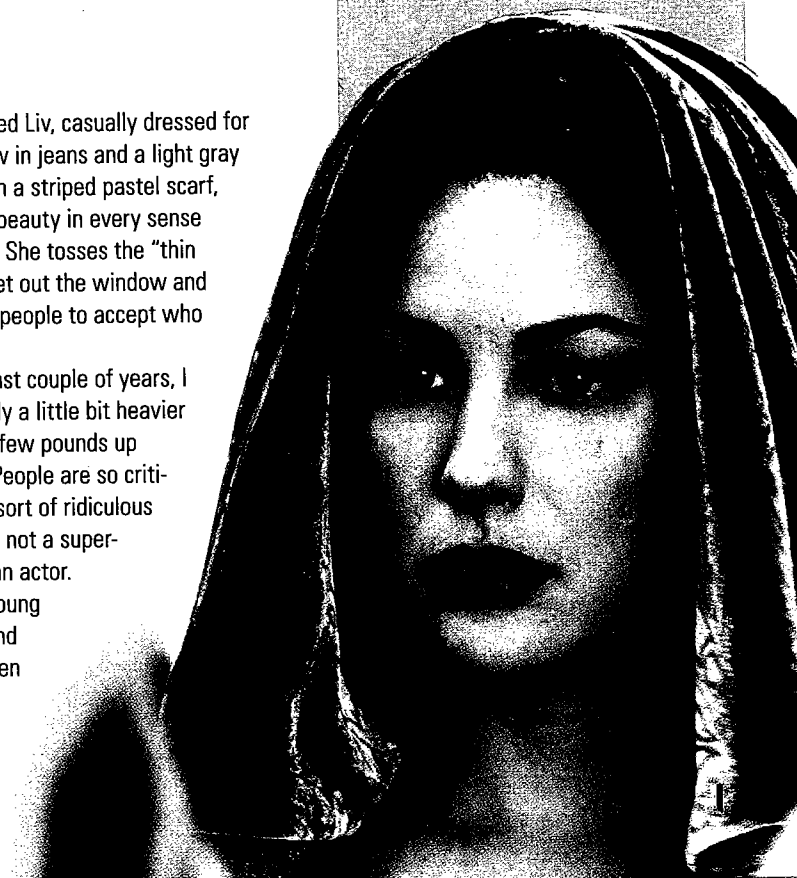 ed Liv, casually dressed for
w in jeans and a light gray
n a striped pastel scarf,
beauty in every sense
She tosses the “thin
et out the window and
people to accept who
ast couple of years, I
ly a little bit heavier
few pounds up
People are so criti-
sort of ridiculous
not a super-
an actor.
oung
nd
en